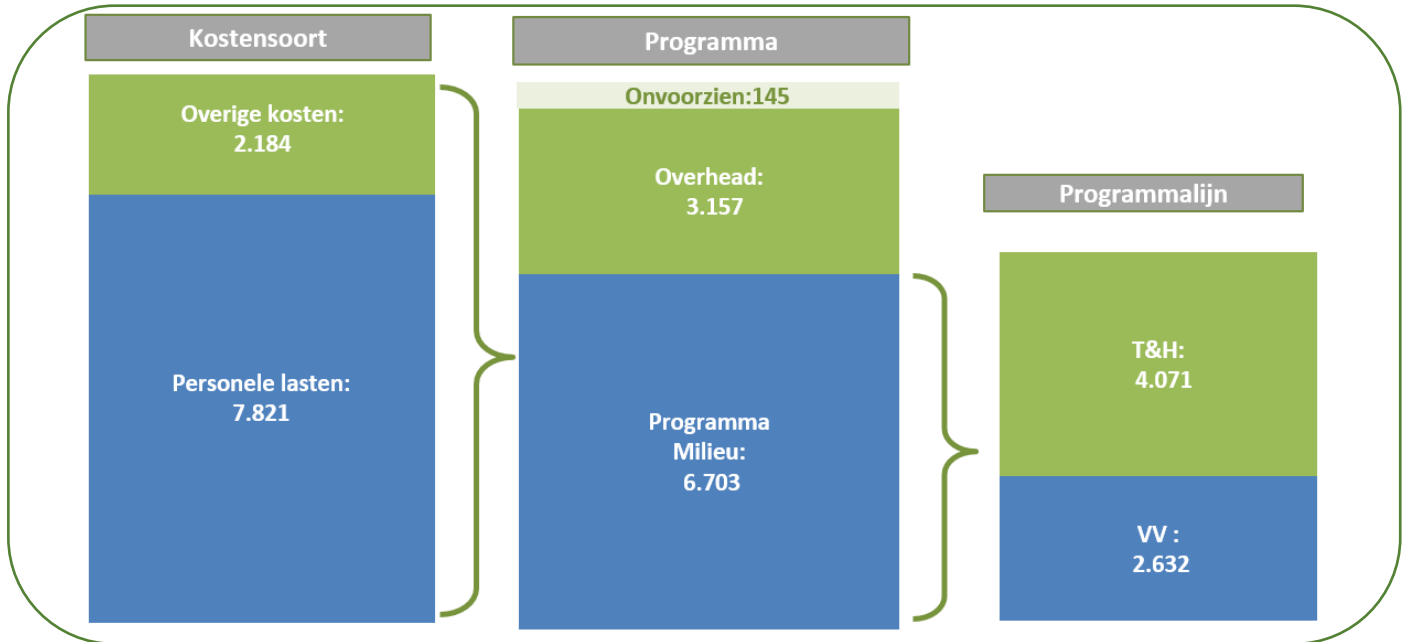 Kostensoort
Overige kosten:
2.184
Personele lasten:
7.821
Programma
Onvoorzien:145
Overhead:
3.157
Programma
Milieu:
6.703
Programmalijn
T&H:
4.071
VV :
2.632